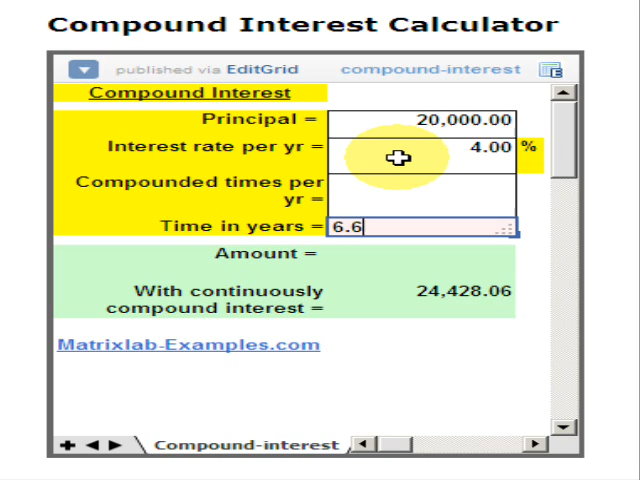 Compound Interest Calculator
published via EditGrid compound-interest
Compound Interest
Principal = 20,000.00
Interest rate per yr = 4.00 %
Compounded times per
yr =
Time in years = 6.6
Amount =
With continuously
compound interest = 24,428.06
Matrixlab-Examples.com
Compound-interest